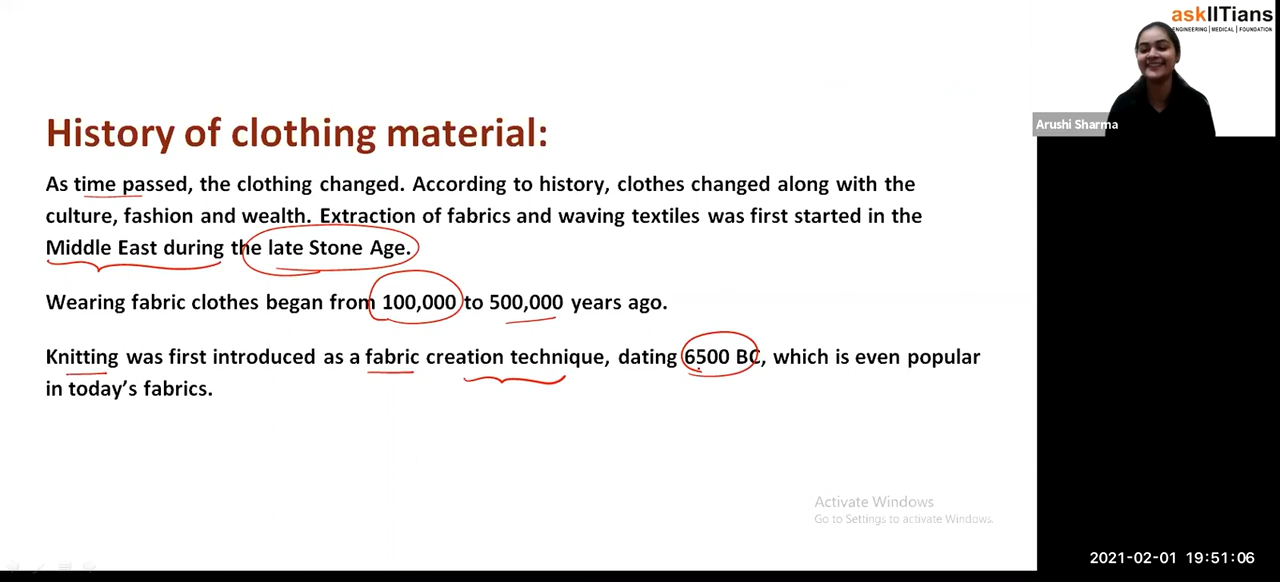 askIITians
ENGINEERING | MEDICAL | FOUNDATION
Arushi Sharma
History of clothing material:
As time passed, the clothing changed. According to history, clothes changed along with the
culture, fashion and wealth. Extraction of fabrics and waving textiles was first started in the
Middle East during the late Stone Age.
Wearing fabric clothes began from 100,000 to 500,000 years ago.
Knitting was first introduced as a fabric creation technique, dating 6500 BC, which is even popular
in today's fabrics.
Activate Windows
Go to Settings to activate Windows.
2021-02-01 19:51:06